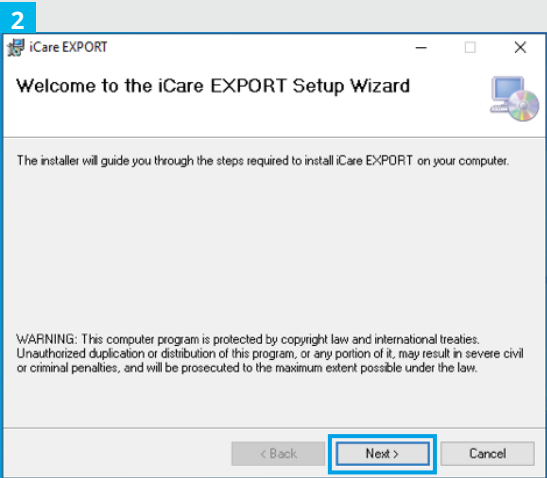 2
iCare EXPORT
Welcome to the iCare EXPORT Setup Wizard
The installer will guide you through the steps required to install iCare EXPORT on your computer.
WARNING: This computer program is protected by copyright law and international treaties.
Unauthorized duplication or distribution of this program, or any portion of it, may result in severe civil
or criminal penalties, and will be prosecuted to the maximum extent possible under the law.
< Back Next > Cancel